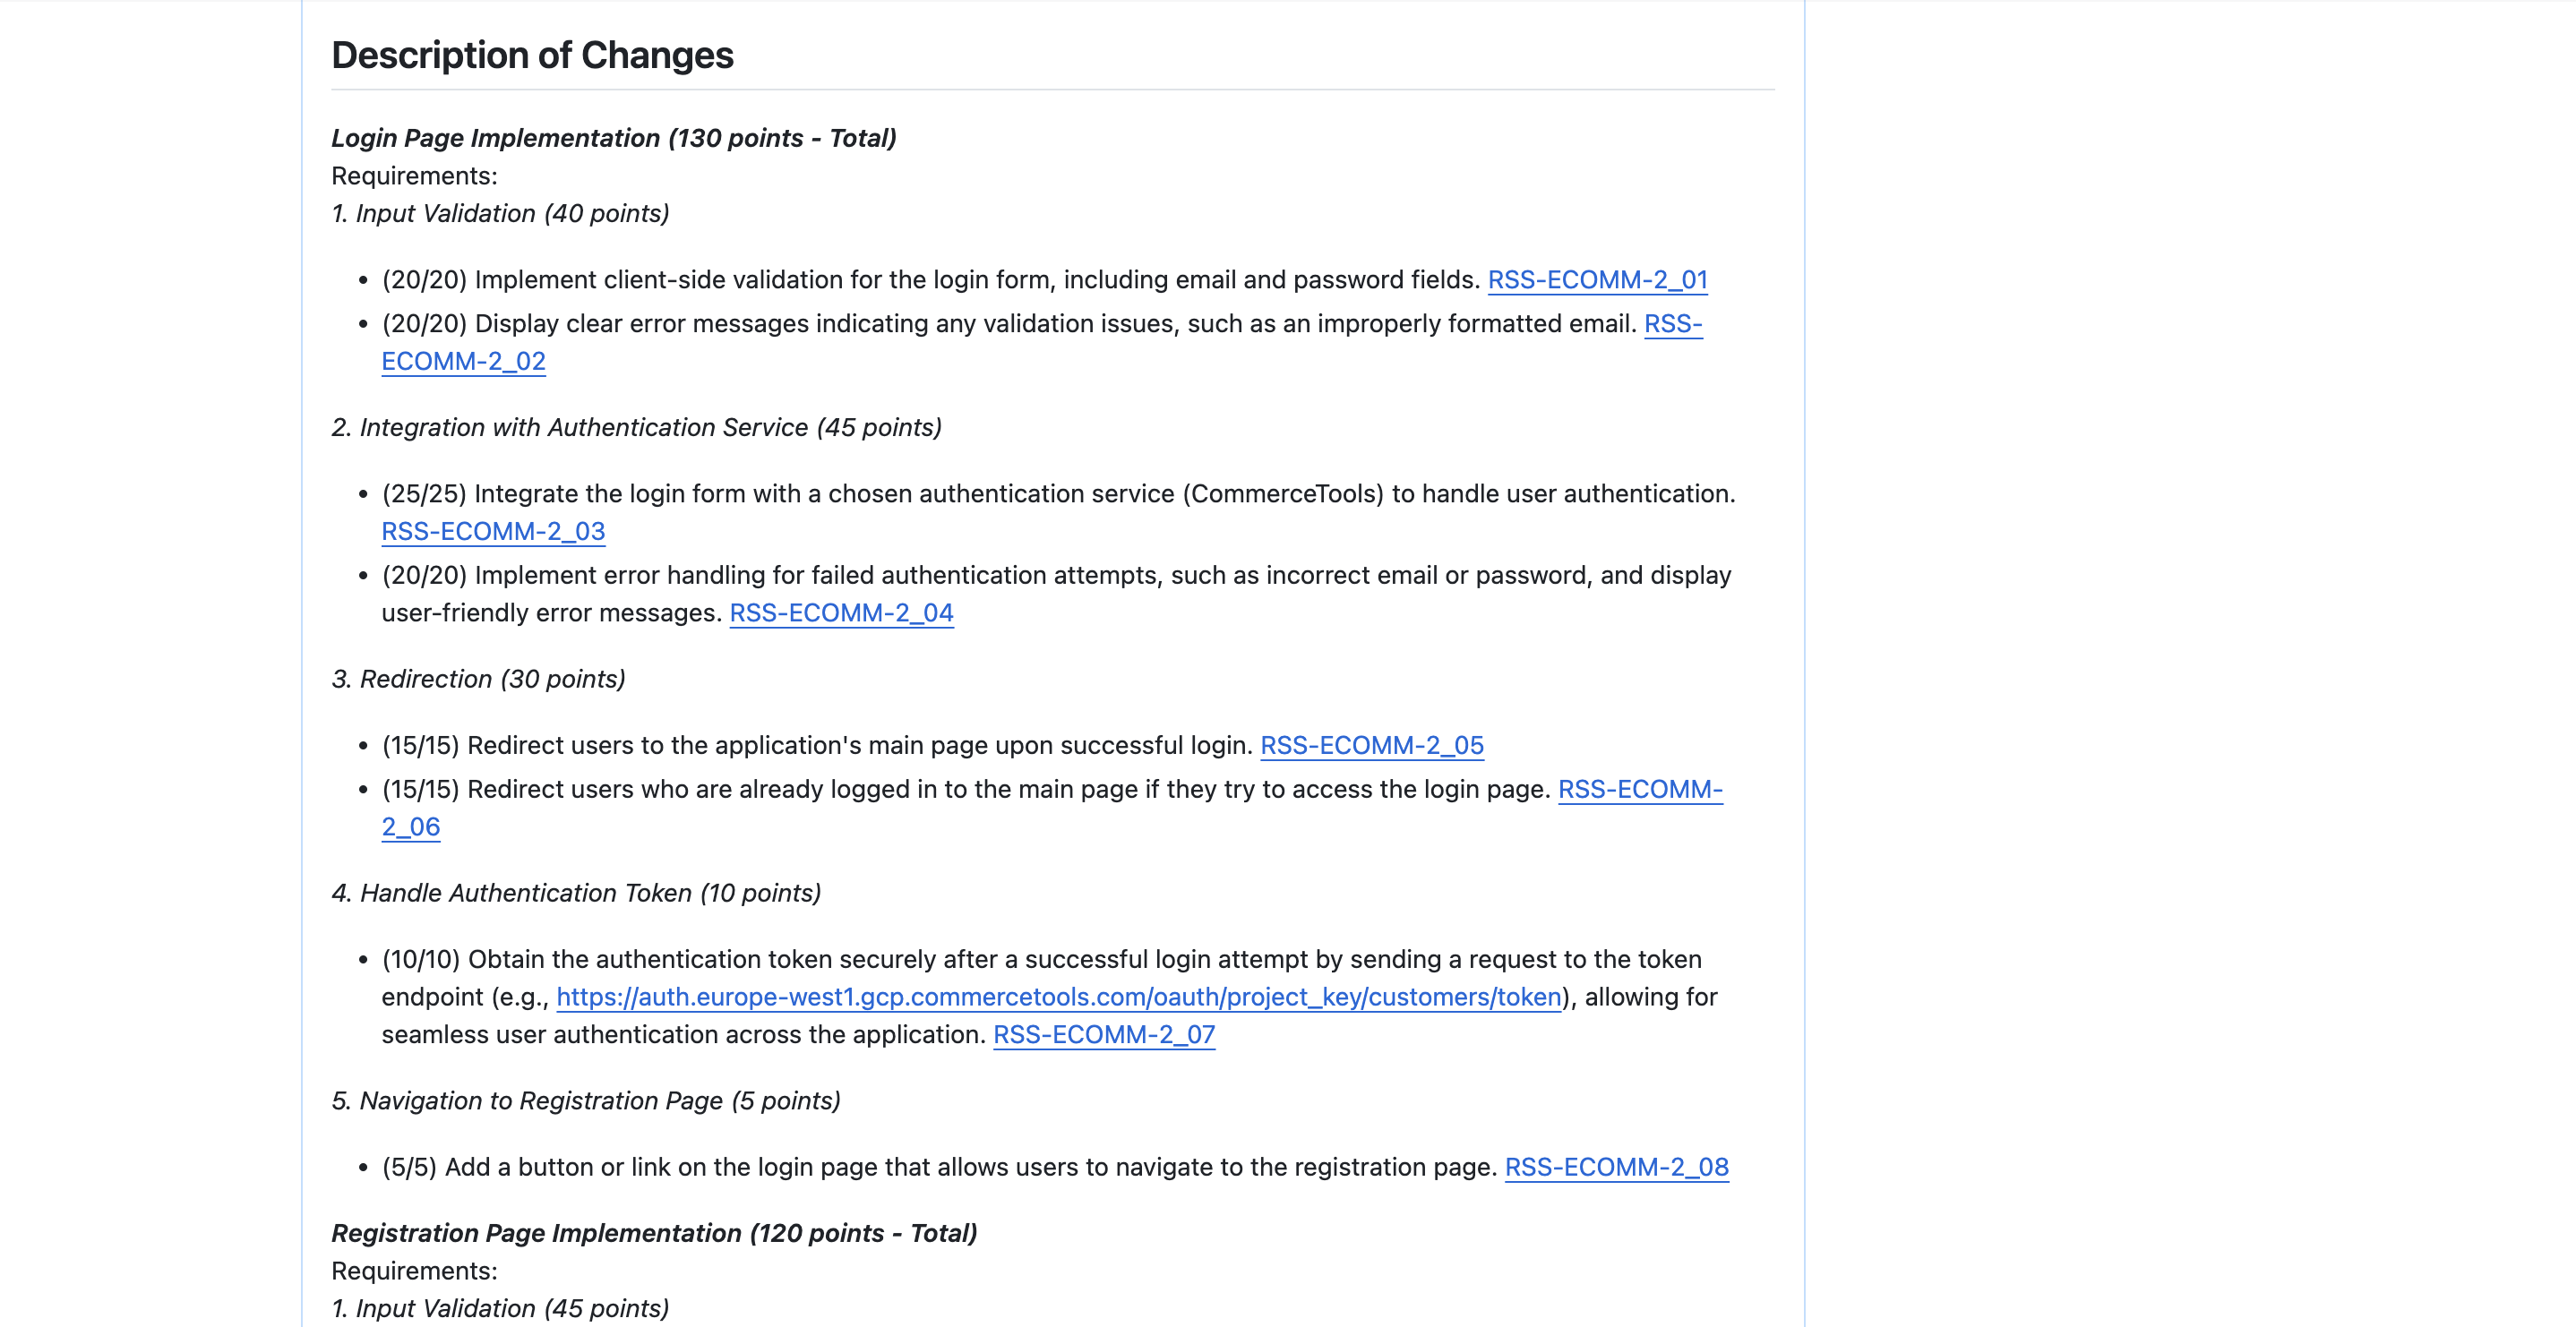 Description of Changes
Login Page Implementation (130 points - Total)
Requirements:
1. Input Validation (40 points)
• (20/20) Implement client-side validation for the login form, including email and password fields. RSS-ECOMM-2_01
• (20/20) Display clear error messages indicating any validation issues, such as an improperly formatted email. RSS-
ECOMM-2_02
2. Integration with Authentication Service (45 points)
• (25/25) Integrate the login form with a chosen authentication service (CommerceTools) to handle user authentication.
RSS-ECOMM-2_03
• (20/20) Implement error handling for failed authentication attempts, such as incorrect email or password, and display
user-friendly error messages. RSS-ECOMM-2_04
3. Redirection (30 points)
• (15/15) Redirect users to the application's main page upon successful login. RSS-ECOMM-2_05
• (15/15) Redirect users who are already logged in to the main page if they try to access the login page. RSS-ECOMM-
2_06
4. Handle Authentication Token (10 points)
• (10/10) Obtain the authentication token securely after a successful login attempt by sending a request to the token
endpoint (e.g., https://auth.europe-west1.gcp.commercetools.com/oauth/project_key/customers/token), allowing for
seamless user authentication across the application. RSS-ECOMM-2_07
5. Navigation to Registration Page (5 points)
• (5/5) Add a button or link on the login page that allows users to navigate to the registration page. RSS-ECOMM-2_08
Registration Page Implementation (120 points - Total)
Requirements:
1. Input Validation (45 points)